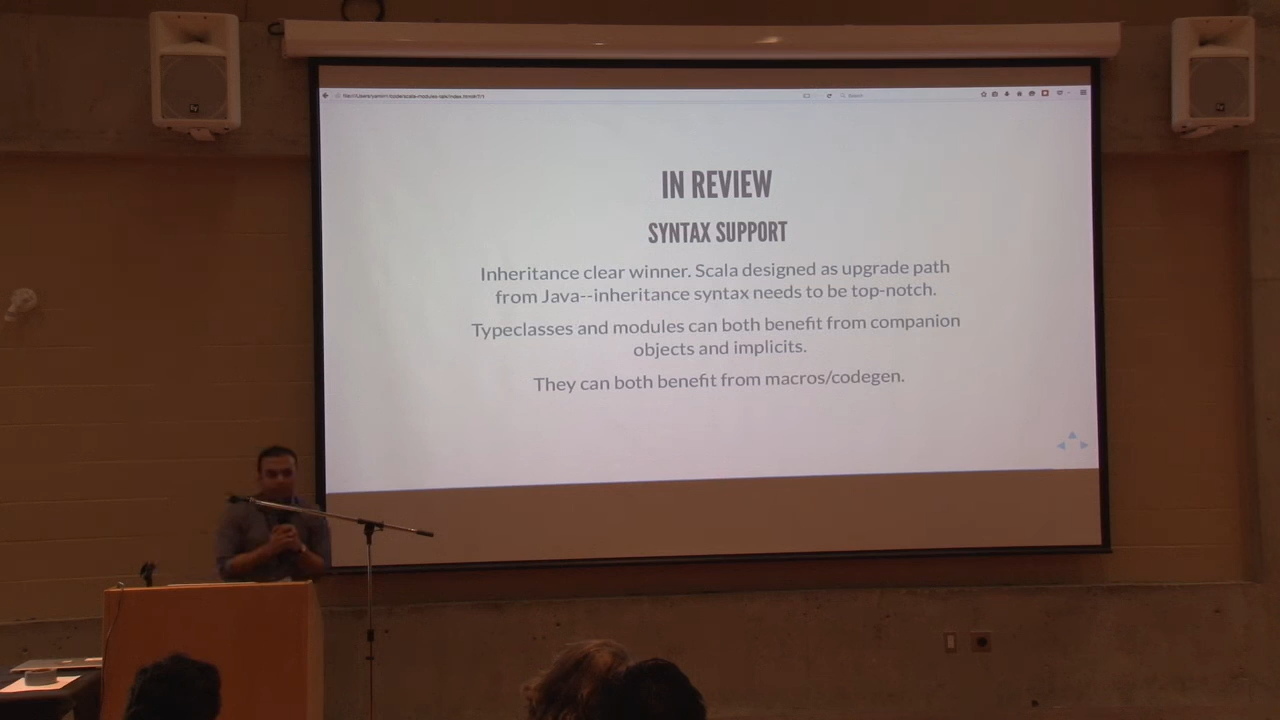 IN REVIEW
SYNTAX SUPPORT
Inheritance clear winner. Scala designed as upgrade path
from Java--inheritance syntax needs to be top-notch.
Typeclasses and modules can both benefit from companion
objects and implicits.
They can both benefit from macros/codegen.